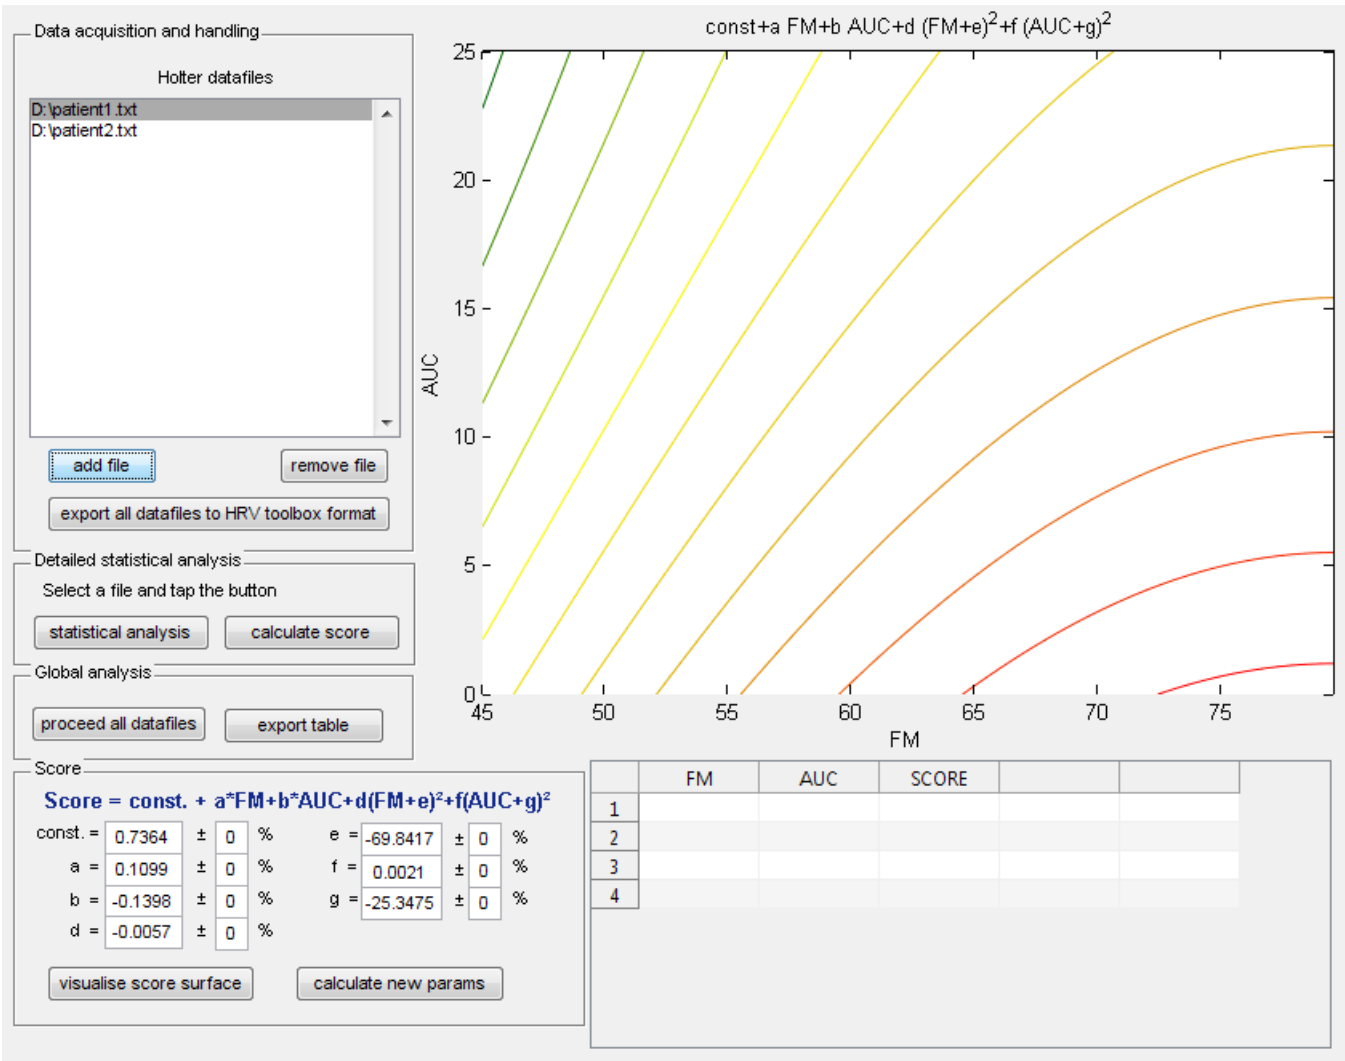 Data acquisition and handling
Holter datafiles
D:\patient1.txt
D:\patient2.txt
add file
remove file
export all datafiles to HRV toolbox format
Detailed statistical analysis
Select a file and tap the button
statistical analysis
calculate score
Global analysis
proceed all datafiles
export table
const+a FM+b AUC+d (FM+e)²+f (AUC+g)²
25
20
15
10
5
0
AUC
45 50 55 60 65 70 75
FM
Score
Score = const. + a*FM+b*AUC+d(FM+e)²+f(AUC+g)²
const. = 0.7364 ± 0 % e = -69.8417 ± 0 %
a = 0.1099 ± 0 % f = 0.0021 ± 0 %
b = -0.1398 ± 0 % g = -25.3475 ± 0 %
d = -0.0057 ± 0 %
visualise score surface
calculate new params
FM AUC SCORE
1
2
3
4